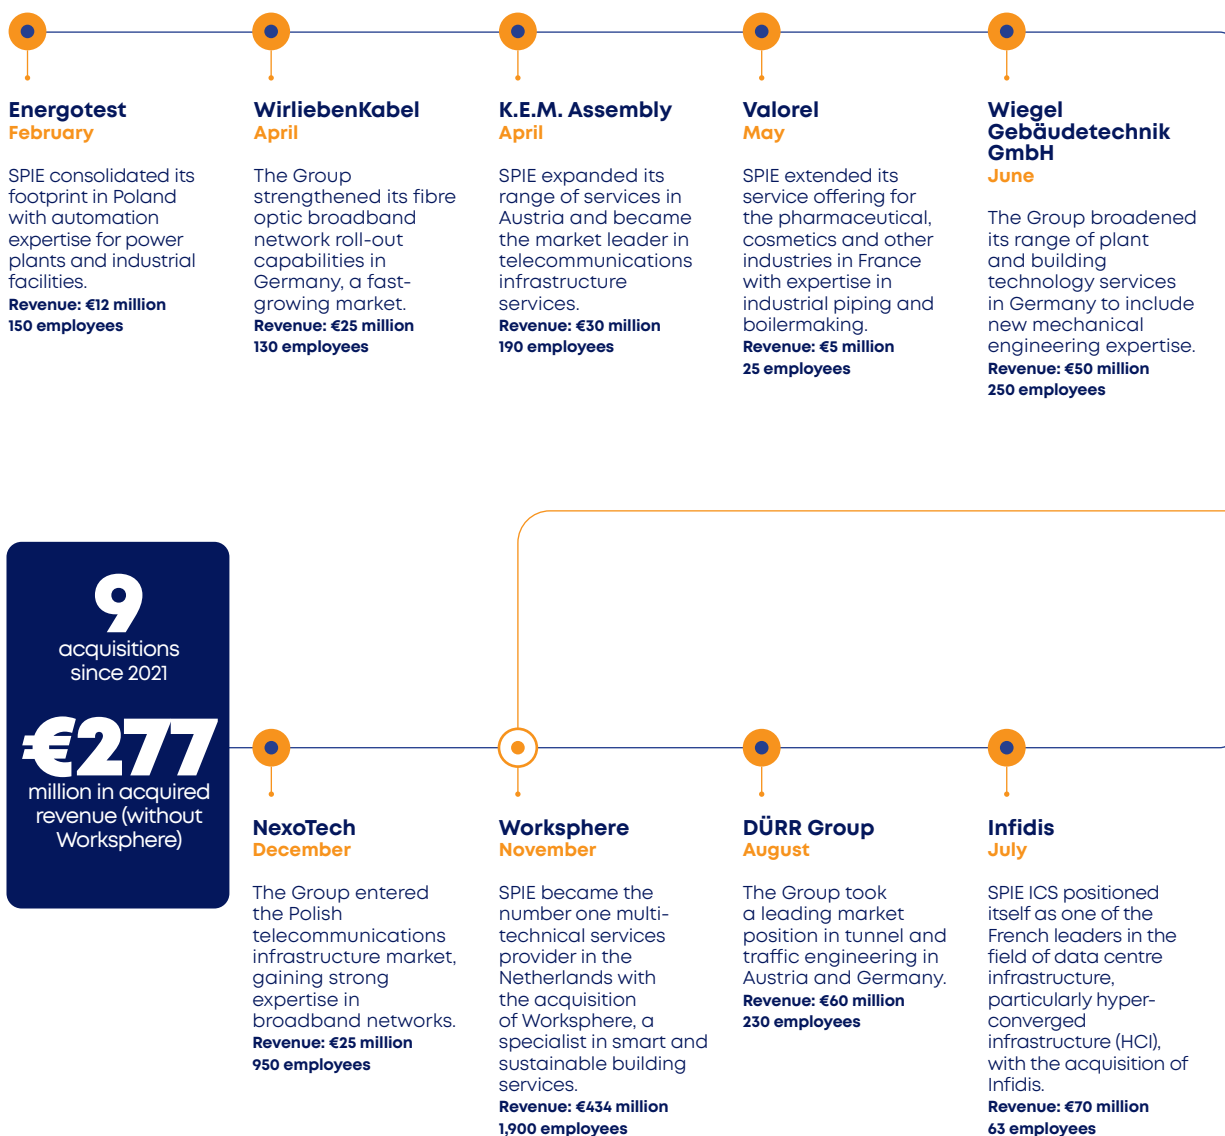 Energotest
February
SPIE consolidated its
footprint in Poland
with automation
expertise for power
plants and industrial
facilities.
Revenue: €12 million
150 employees
WirliebenKabel
April
The Group
strengthened its fibre
optic broadband
network roll-out
capabilities in
Germany, a fast-
growing market.
Revenue: €25 million
130 employees
K.E.M. Assembly
April
SPIE expanded its
range of services in
Austria and became
the market leader in
telecommunications
infrastructure
services.
Revenue: €30 million
190 employees
Valorel
May
SPIE extended its
service offering for
the pharmaceutical,
cosmetics and other
industries in France
with expertise in
industrial piping and
boilermaking.
Revenue: €5 million
25 employees
Wiegel
Gebäudetechnik
GmbH
June
The Group broadened
its range of plant
and building
technology services
in Germany to include
new mechanical
engineering expertise.
Revenue: €50 million
250 employees
9
acquisitions
since 2021
€277
million in acquired
revenue (without
Worksphere)
NexoTech
December
The Group entered
the Polish
telecommunications
infrastructure market,
gaining strong
expertise in
broadband networks.
Revenue: €25 million
950 employees
Worksphere
November
SPIE became the
number one multi-
technical services
provider in the
Netherlands with
the acquisition
of Worksphere, a
specialist in smart and
sustainable building
services.
Revenue: €434 million
1,900 employees
DÜRR Group
August
The Group took
a leading market
position in tunnel and
traffic engineering in
Austria and Germany.
Revenue: €60 million
230 employees
Infidis
July
SPIE ICS positioned
itself as one of the
French leaders in the
field of data centre
infrastructure,
particularly hyper-
converged
infrastructure (HCI),
with the acquisition of
Infidis.
Revenue: €70 million
63 employees